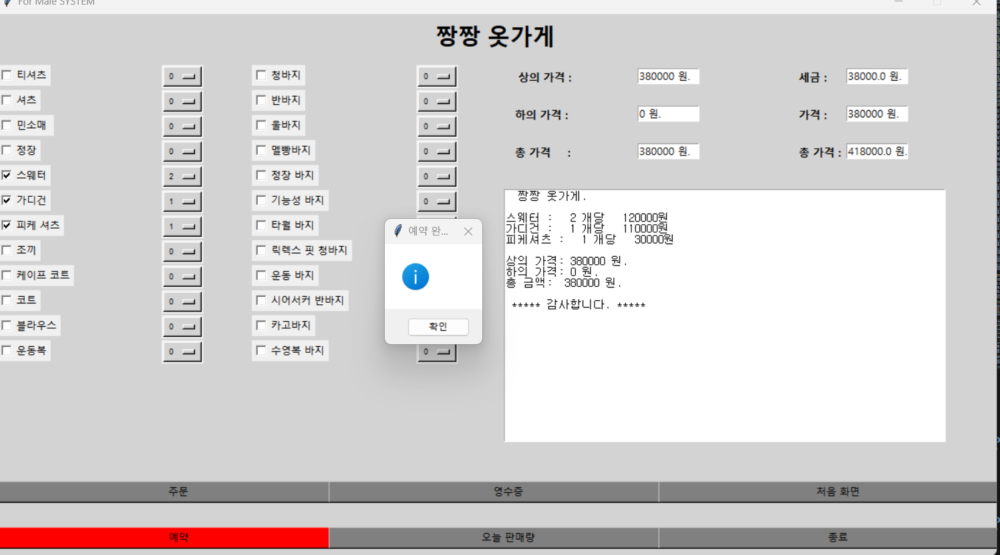 For Male SYSTEM
짱짱 옷가게
티셔츠 0 청바지 0 상의 가격 : 380000 원. 세금 : 38000.0 원.
셔츠 0 반바지 0 하의 가격 : 0 원. 가격 : 380000 원.
민소매 0 울바지 0
정장 0 멜빵바지 0 총 가격 : 380000 원. 총 가격 : 418000.0 원.
스웨터 2 정장 바지 0
가디건 1 기능성 바지 0
피케 셔츠 1 타월 바지
조끼 0 릭렉스 핏 청바지
케이프 코트 0 운동 바지
코트 0 시어서커 반바지
블라우스 0 카고바지
운동복 0 수영복 바지 0
짱짱 옷가게.
스웨터 : 2 개당 120000원
가디건 : 1 개당 110000원
피케셔츠 : 1 개당 30000원
상의 가격: 380000 원.
하의 가격: 0 원.
총 금액: 380000 원.
***** 감사합니다. *****
예약 완...
확인
주문 영수증 처음 화면
예약 오늘 판매량 종료